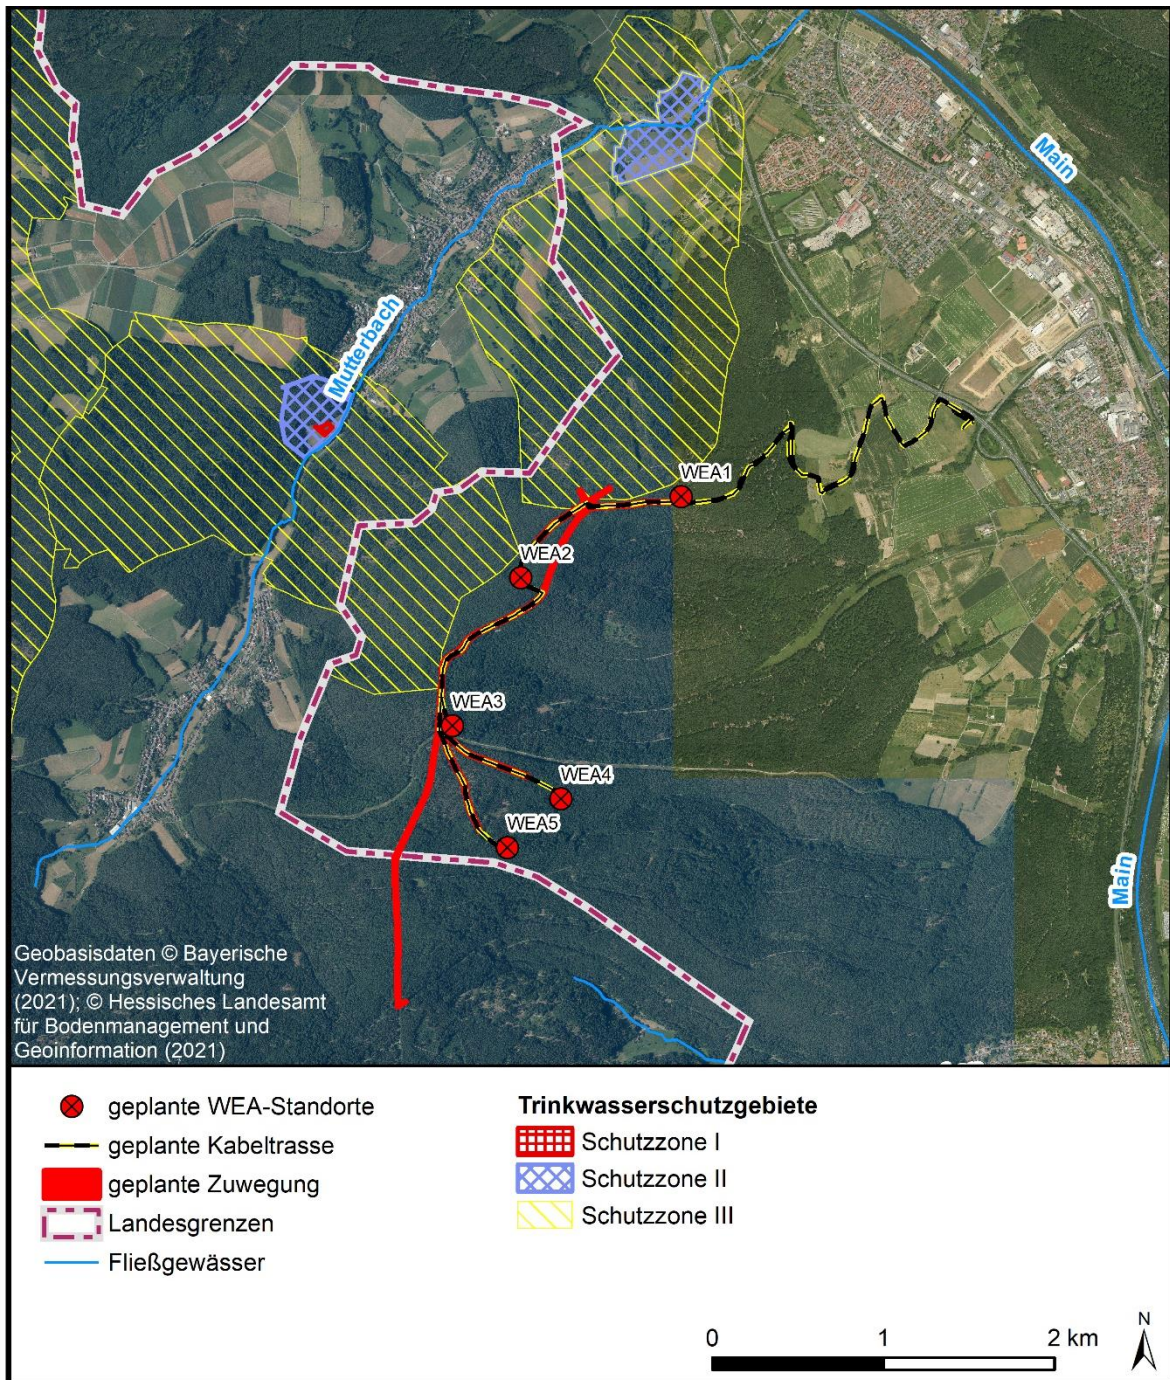 Main
Mutterbach
WEA1
WEA2
WEA3
WEA4
WEA5
Main
Geobasisdaten © Bayerische
Vermessungsverwaltung
(2021); © Hessisches Landesamt
für Bodenmanagement und
Geoinformation (2021)
geplante WEA-Standorte
geplante Kabeltrasse
geplante Zuwegung
Landesgrenzen
Fließgewässer
Trinkwasserschutzgebiete
Schutzzone I
Schutzzone II
Schutzzone III
0 1 2 km
N